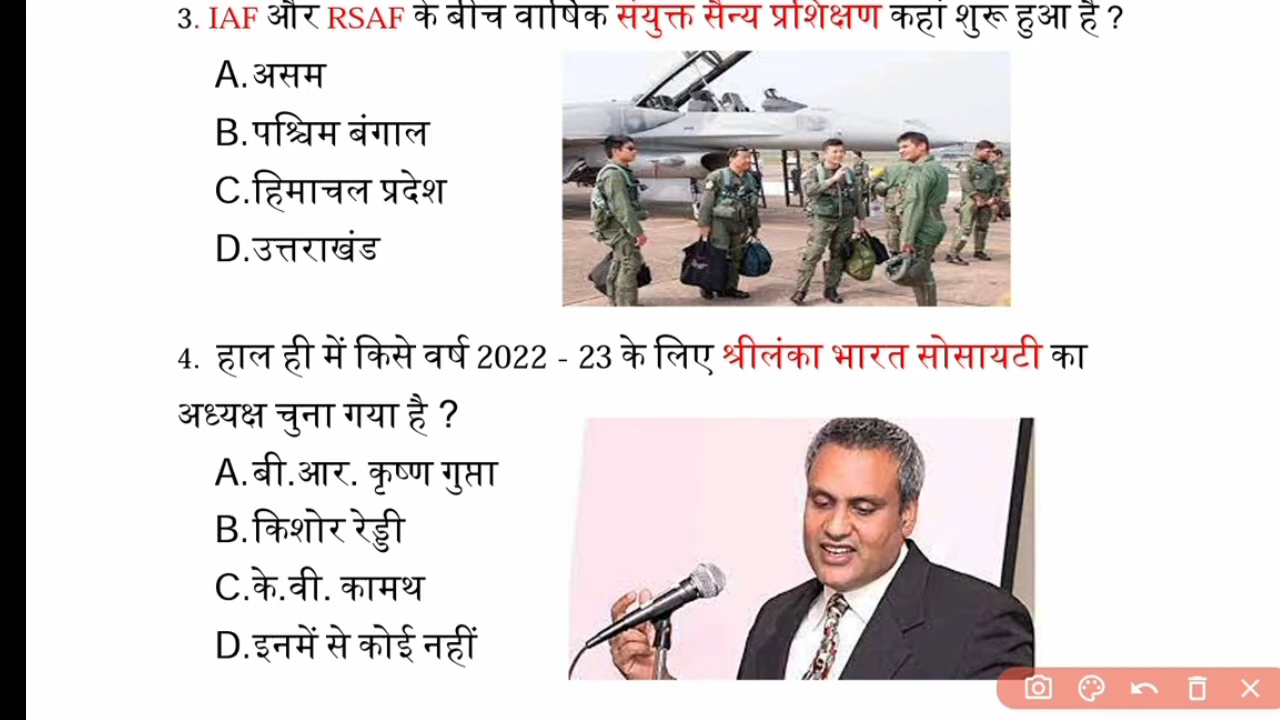 3. IAF और RSAF के बीच वार्षिक संयुक्त सैन्य प्रशिक्षण कहां शुरू हुआ है ?
A.असम
B.पश्चिम बंगाल
C.हिमाचल प्रदेश
D.उत्तराखंड
4. हाल ही में किसे वर्ष 2022 - 23 के लिए श्रीलंका भारत सोसायटी का
अध्यक्ष चुना गया है ?
A.बी.आर. कृष्ण गुप्ता
B.किशोर रेड्डी
C.के.वी. कामथ
D.इनमें से कोई नहीं